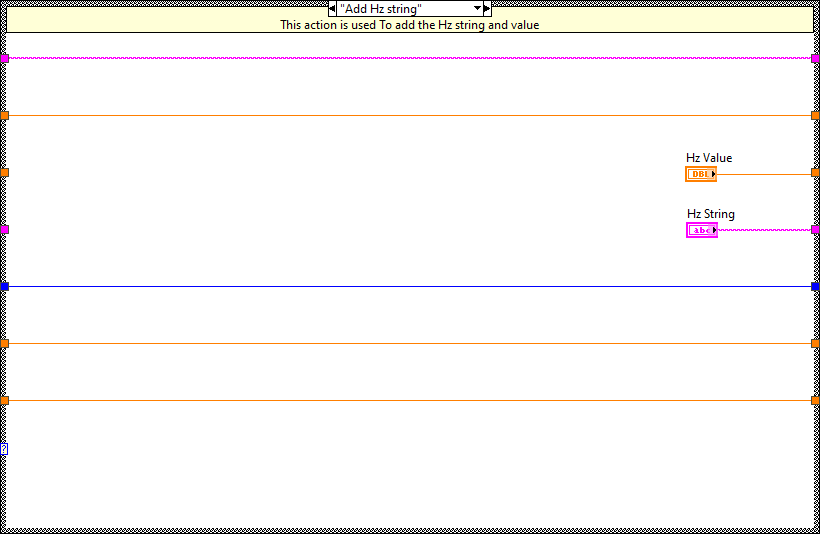 "Add Hz string"
This action is used To add the Hz string and value
Hz Value
DBL
Hz String
abc
?